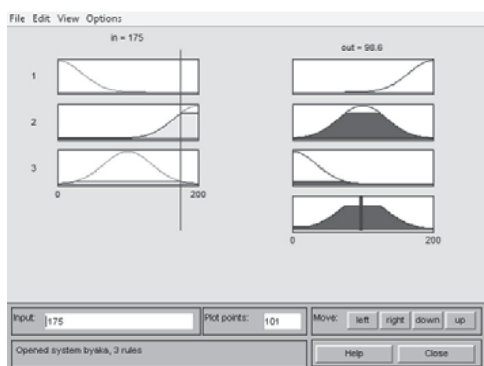 File Edit View Options
in = 175
out = 98.6
1
2
3
0 200
0 200
Input: 175 Plot points: 101 Move: left right down up
Opened system byaka, 3 rules Help Close